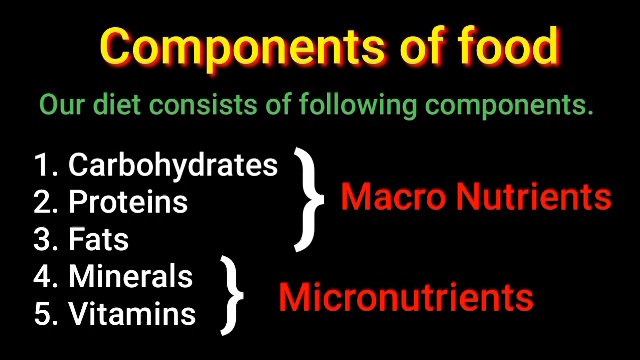 Components of food
Our diet consists of following components.
1. Carbohydrates
2. Proteins
3. Fats
Macro Nutrients
4. Minerals
5. Vitamins
Micronutrients